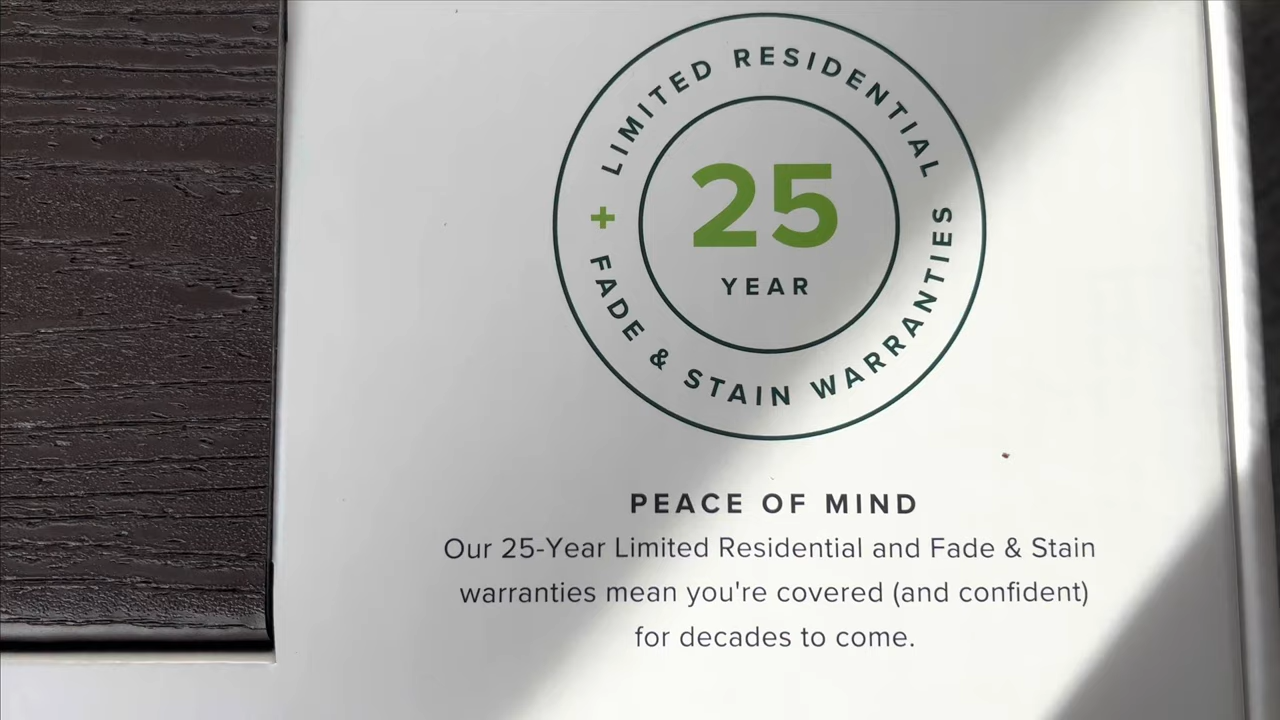 LIMITED RESIDENTIAL
+
25
YEAR
FADE & STAIN WARRANTIES
PEACE OF MIND
Our 25-Year Limited Residential and Fade & Stain
warranties mean you're covered (and confident)
for decades to come.